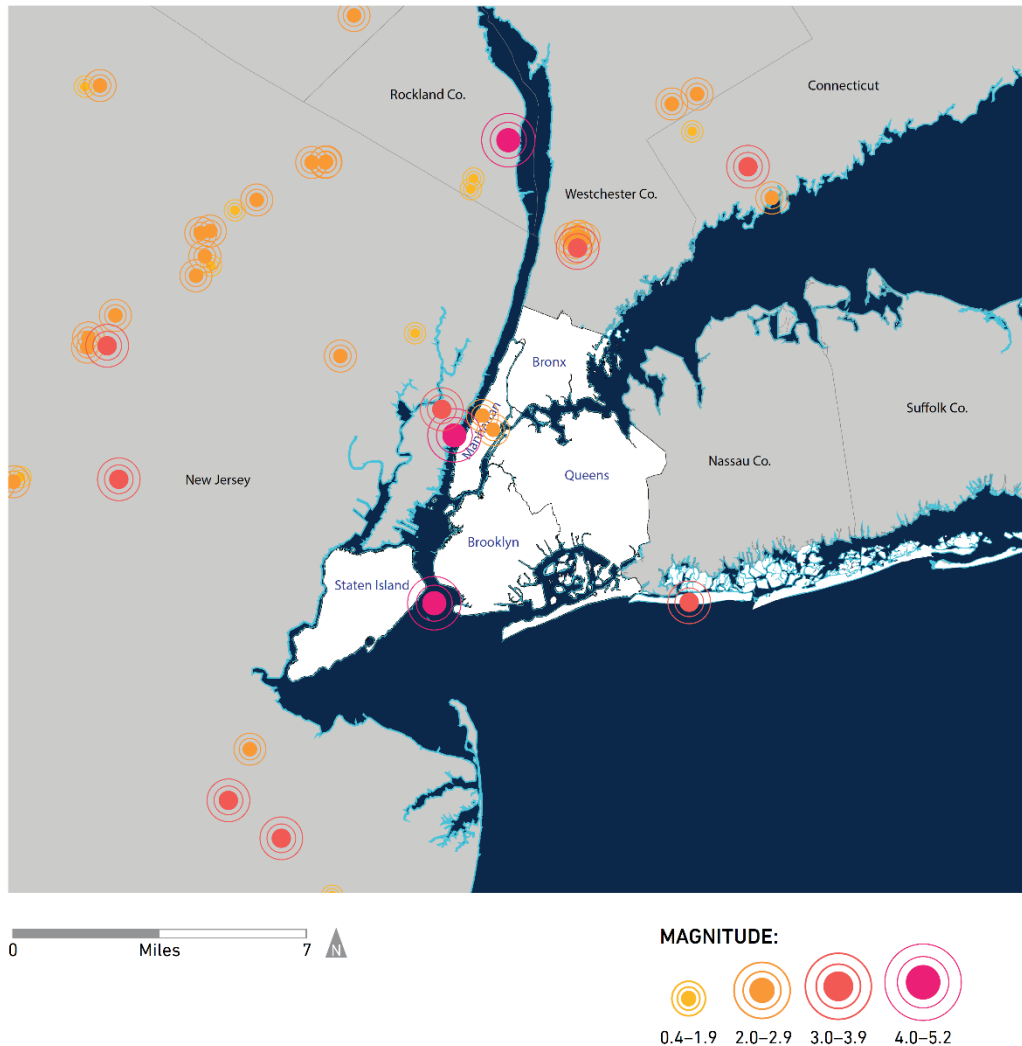 Rockland Co.
Connecticut
Westchester Co.
Bronx
Manhattan
Suffolk Co.
Nassau Co.
Queens
New Jersey
Brooklyn
Staten Island
0 Miles 7 N
MAGNITUDE:
0.4–1.9 2.0–2.9 3.0–3.9 4.0–5.2